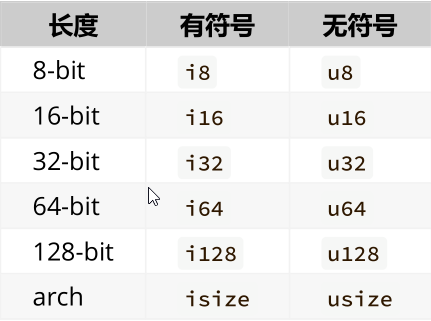 长度 有符号 无符号
8-bit i8 u8
16-bit i16 u16
32-bit i32 u32
64-bit i64 u64
128-bit i128 u128
arch isize usize